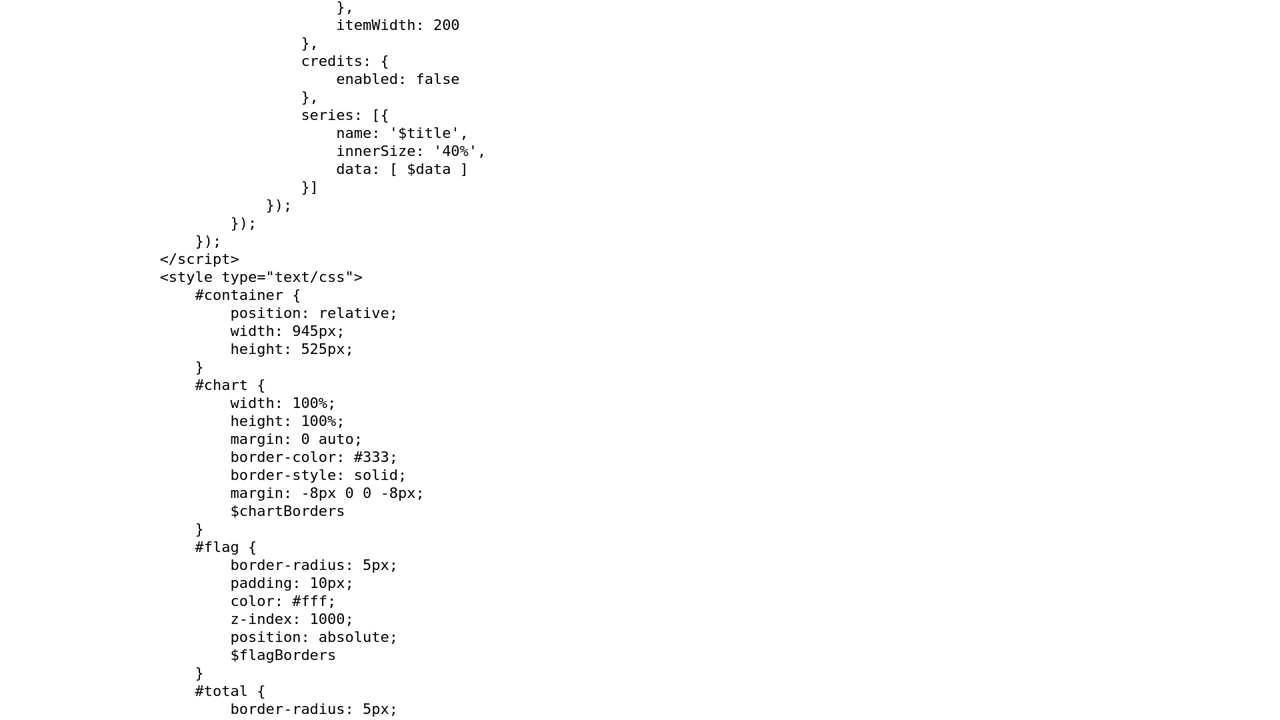 },
itemWidth: 200
},
credits: {
enabled: false
},
series: [{
name: '$title',
innerSize: '40%',
data: [ $data ]
}]
});
});
});
</script>
<style type="text/css">
#container {
position: relative;
width: 945px;
height: 525px;
}
#chart {
width: 100%;
height: 100%;
margin: 0 auto;
border-color: #333;
border-style: solid;
margin: -8px 0 0 -8px;
$chartBorders
}
#flag {
border-radius: 5px;
padding: 10px;
color: #fff;
z-index: 1000;
position: absolute;
$flagBorders
}
#total {
border-radius: 5px;